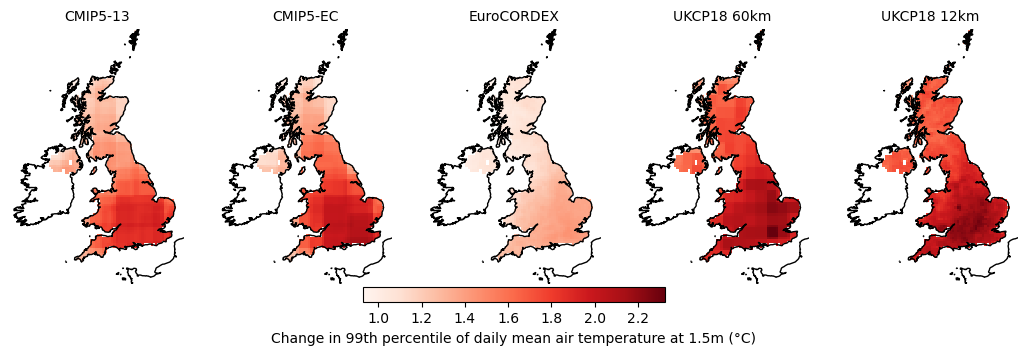 CMIP5-13 CMIP5-EC EuroCORDEX UKCP18 60km UKCP18 12km
1.0 1.2 1.4 1.6 1.8 2.0 2.2
Change in 99th percentile of daily mean air temperature at 1.5m (°C)